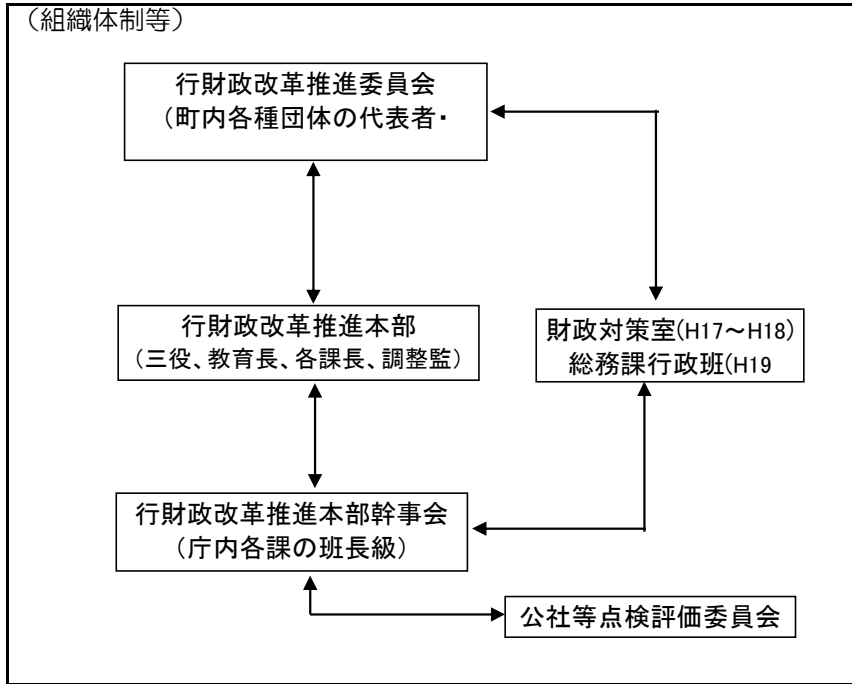 （組織体制等）
行財政改革推進委員会
（町内各種団体の代表者・
行財政改革推進本部
（三役、教育長、各課長、調整監）
財政対策室(H17～H18)
総務課行政班(H19
行財政改革推進本部幹事会
（庁内各課の班長級）
公社等点検評価委員会